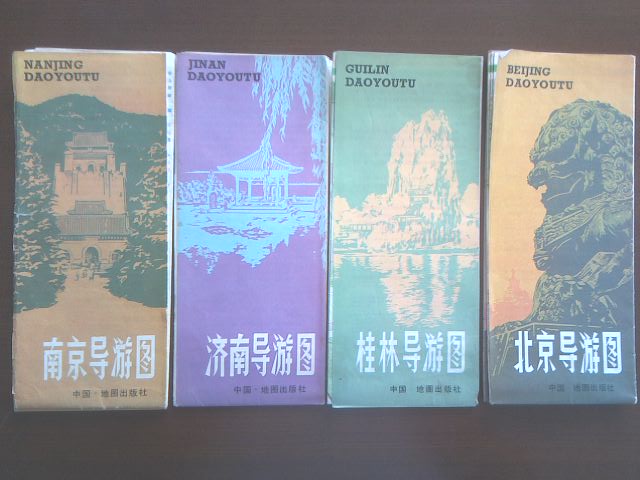 NANJING
DAOYOUTU
南京导游图
中国·地图出版社
JINAN
DAOYOUTU
济南导游图
中国·地图出版社
GUILIN
DAOYOUTU
桂林导游图
中国 地图出版社
BEIJING
DAOYOUTU
北京导游图
中国·地图出版社